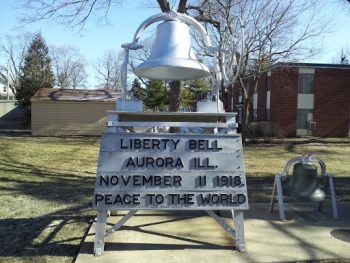 LIBERTY BELL
AURORA ILL.
NOVEMBER 11 1918.
PEACE TO THE WORLD